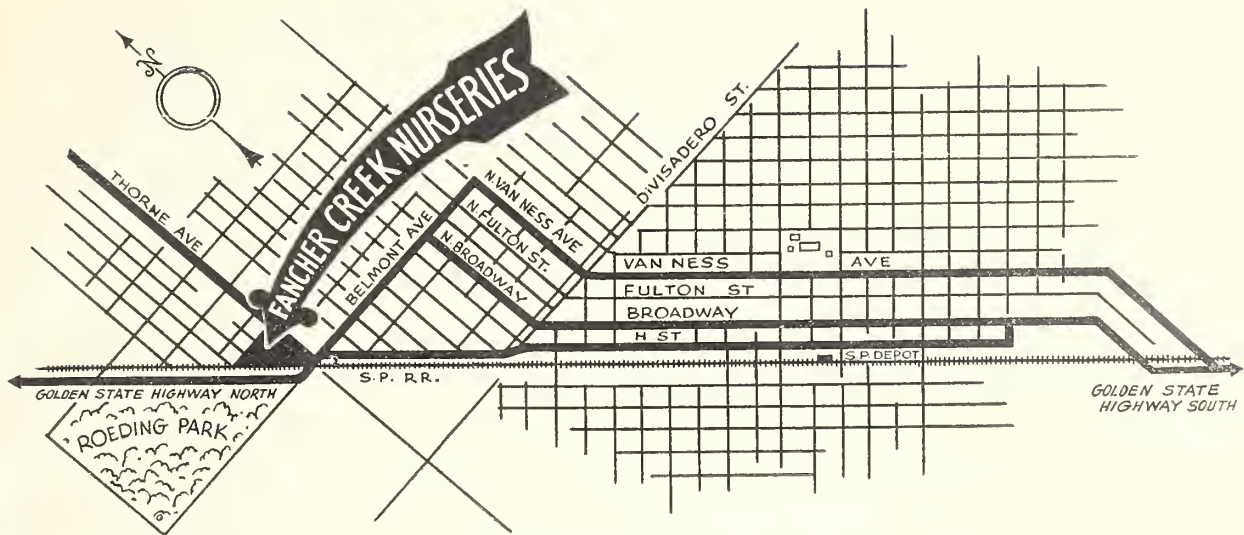 N
FANCHER CREEK NURSERIES
THORNE AVE
BELMONT AVE
N. VAN NESS AVE
N. FULTON ST.
N. BROADWAY
DIVISADERO ST.
VAN NESS AVE
FULTON ST
BROADWAY
H ST
S.P. DEPOT
S.P. RR.
GOLDEN STATE HIGHWAY NORTH
GOLDEN STATE
HIGHWAY SOUTH
ROEDING PARK